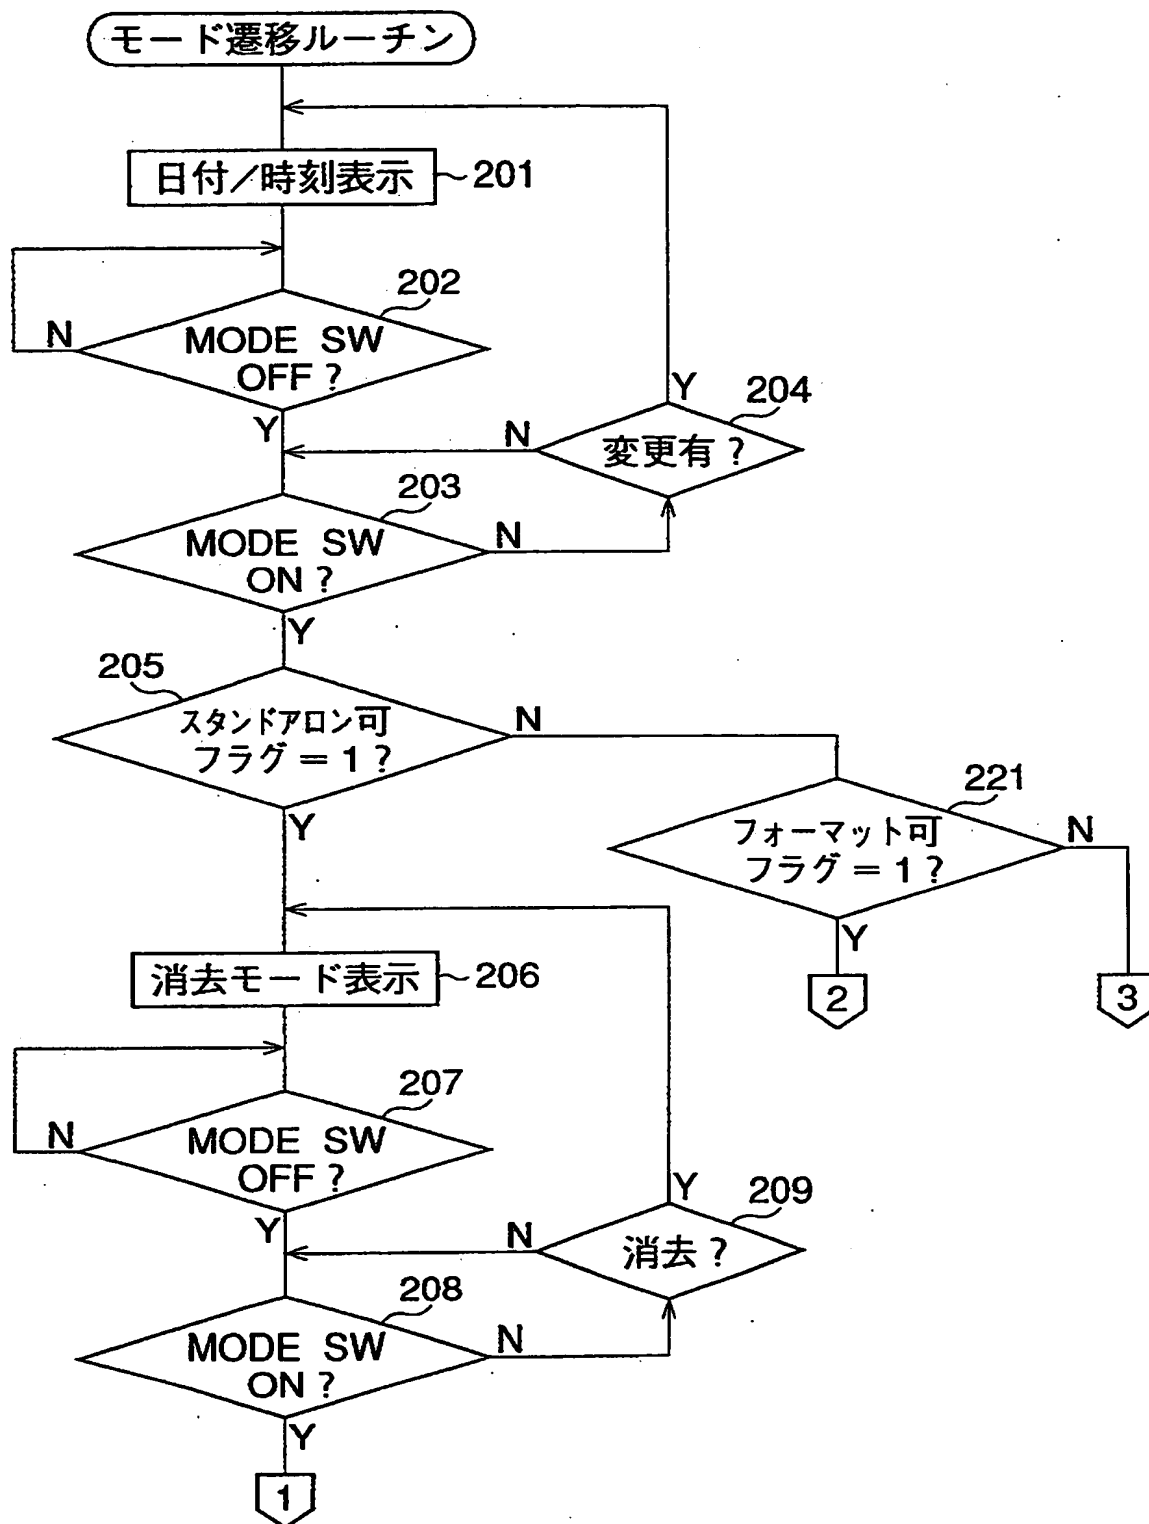 モード遷移ルーチン
日付/時刻表示
201
202
N
MODE SW
OFF ?
Y
Y
204
N
変更有 ?
203
MODE SW
ON ?
N
Y
205
スタンドアロン可
フラグ = 1 ?
N
221
フォーマット可
フラグ = 1 ?
N
Y
Y
2
3
消去モード表示
206
207
N
MODE SW
OFF ?
Y
Y
209
N
消去 ?
208
MODE SW
ON ?
N
Y
1